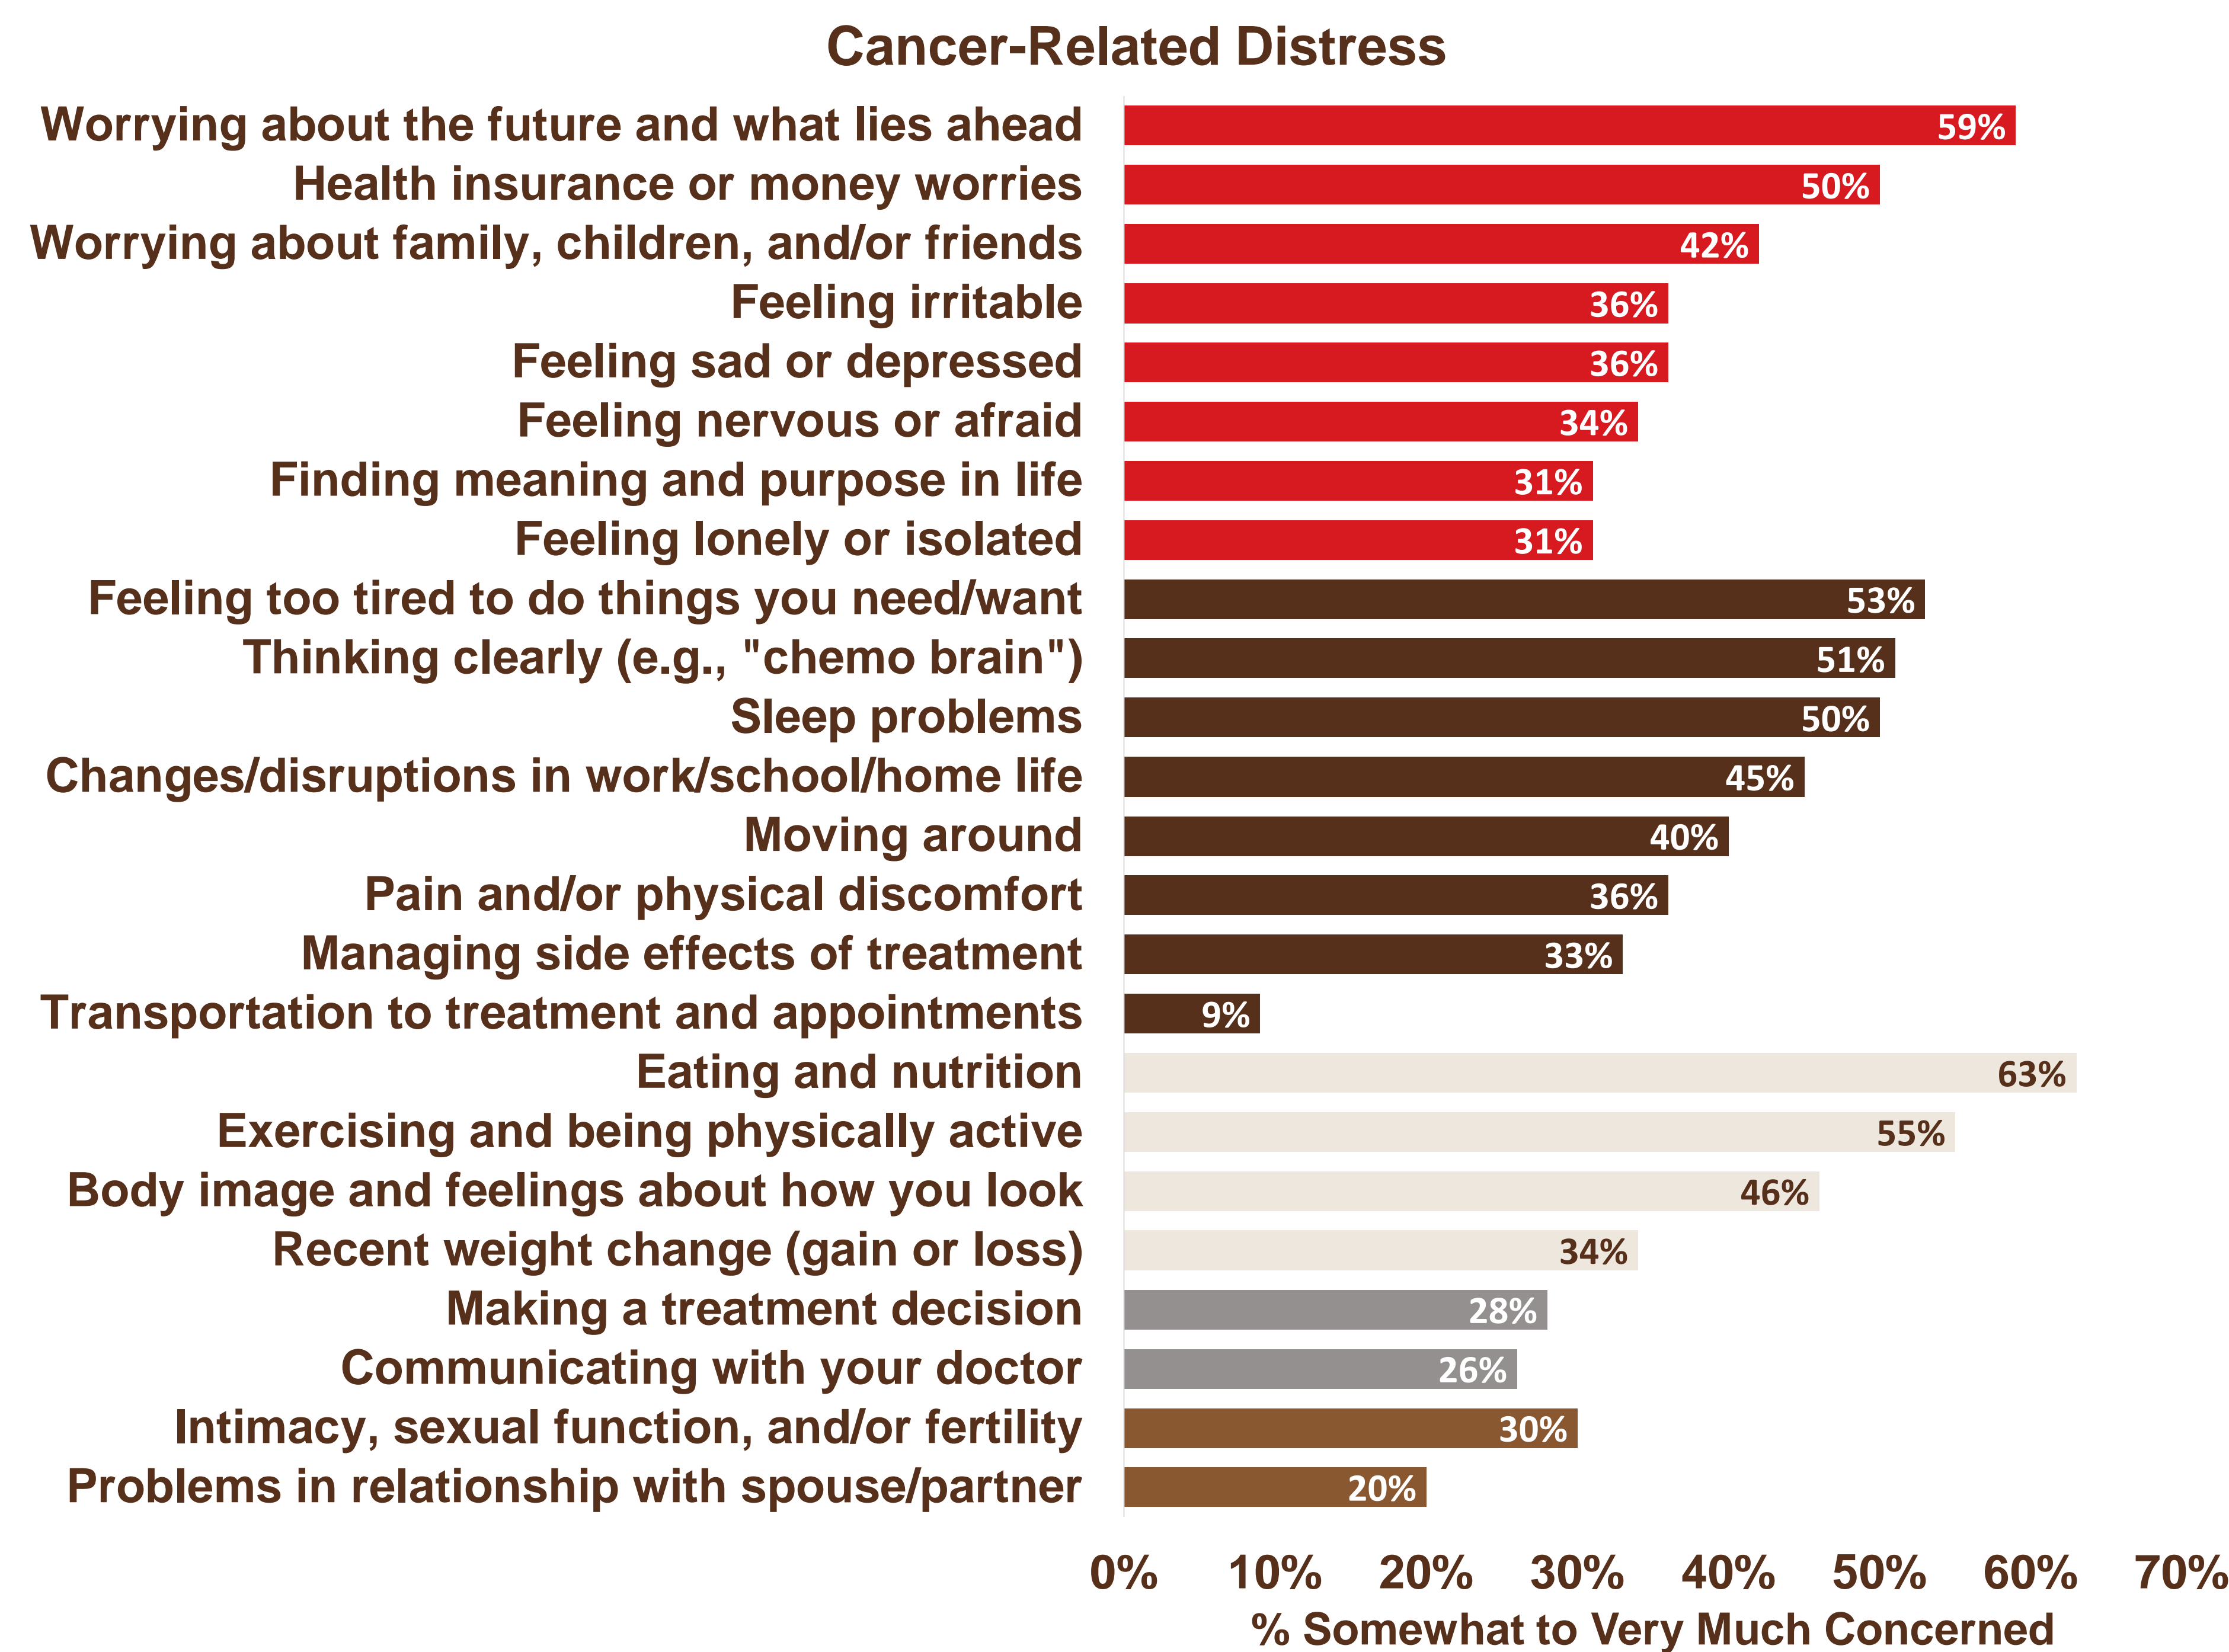 Cancer-Related Distress
Worrying about the future and what lies ahead 59%
Health insurance or money worries 50%
Worrying about family, children, and/or friends 42%
Feeling irritable 36%
Feeling sad or depressed 36%
Feeling nervous or afraid 34%
Finding meaning and purpose in life 31%
Feeling lonely or isolated 31%
Feeling too tired to do things you need/want 53%
Thinking clearly (e.g., "chemo brain") 51%
Sleep problems 50%
Changes/disruptions in work/school/home life 45%
Moving around 40%
Pain and/or physical discomfort 36%
Managing side effects of treatment 33%
Transportation to treatment and appointments 9%
Eating and nutrition 63%
Exercising and being physically active 55%
Body image and feelings about how you look 46%
Recent weight change (gain or loss) 34%
Making a treatment decision 28%
Communicating with your doctor 26%
Intimacy, sexual function, and/or fertility 30%
Problems in relationship with spouse/partner 20%
0% 10% 20% 30% 40% 50% 60% 70%
% Somewhat to Very Much Concerned